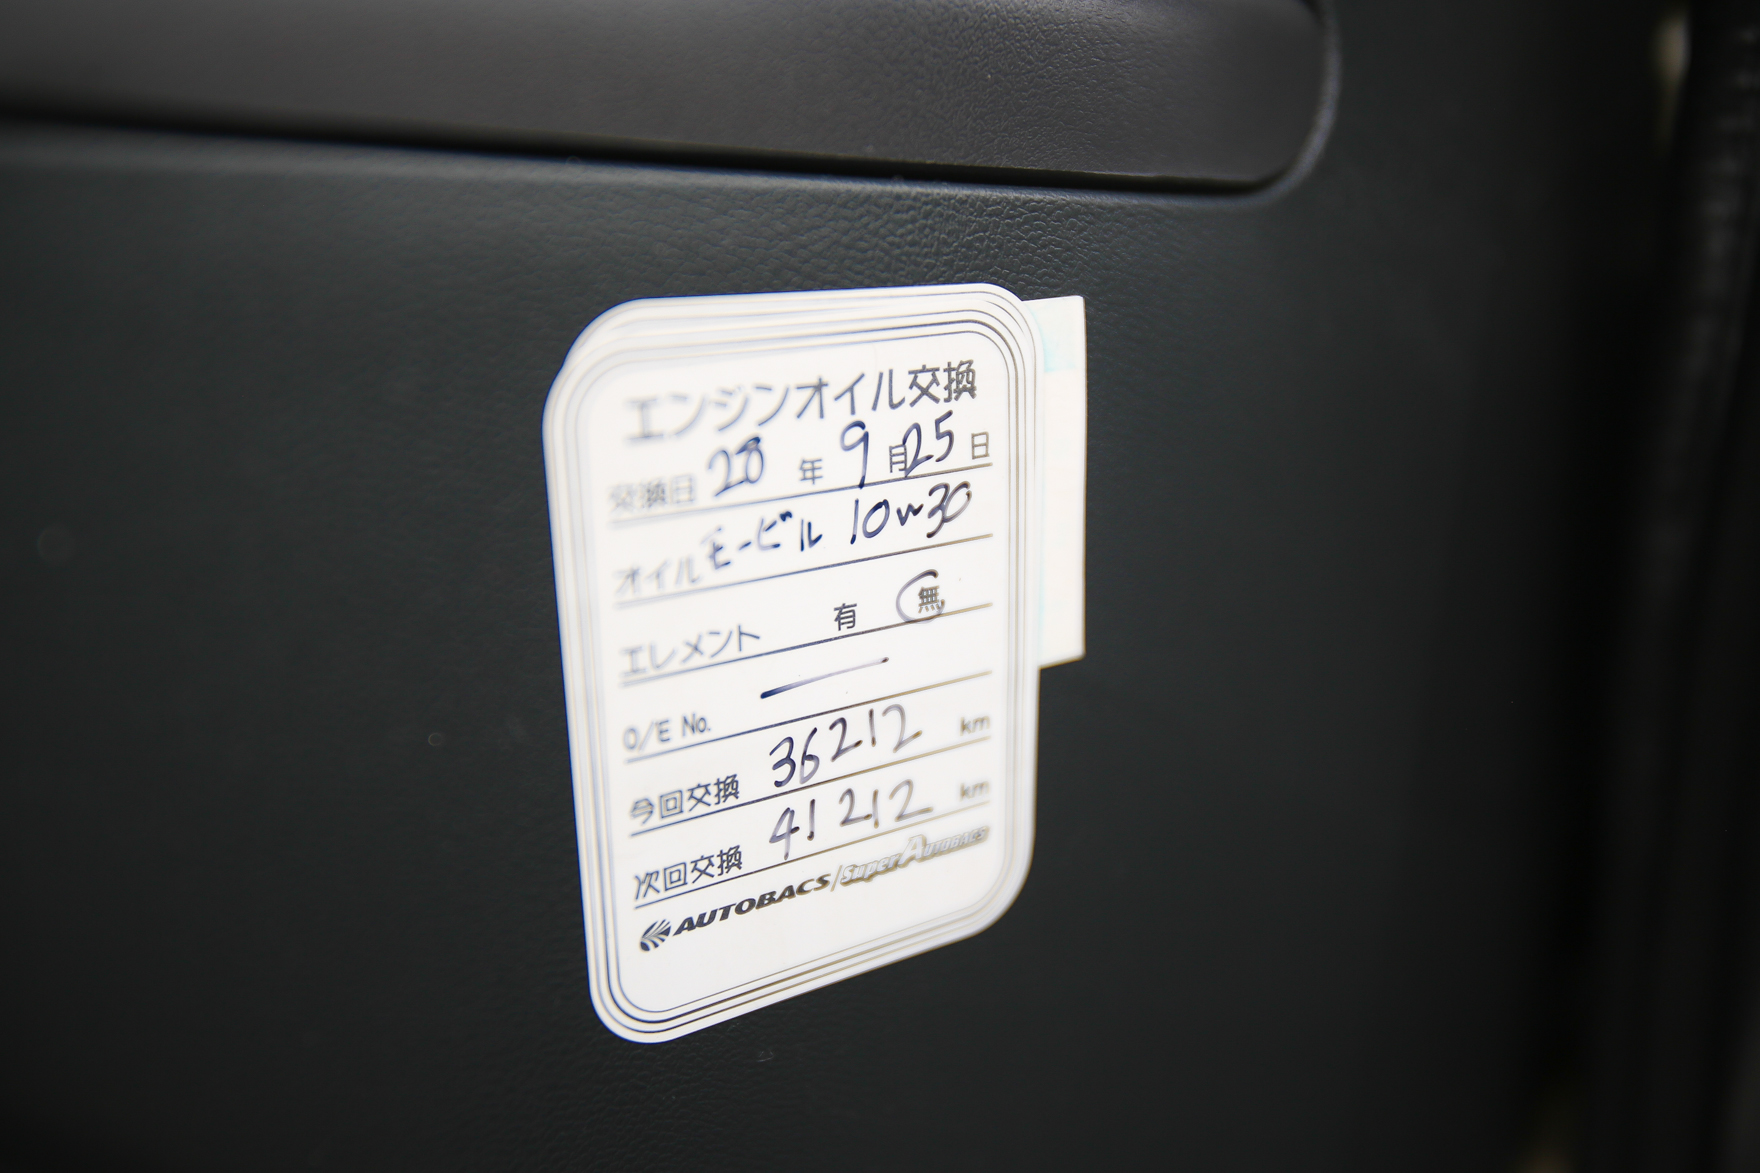 エンジンオイル交換
交換日 28 年 9 月 25 日
オイル モービル 10w-30
エレメント 有 無
O/E No. —
今回交換 36212 km
次回交換 41212 km
AUTOBACS/Super AUTOBACS